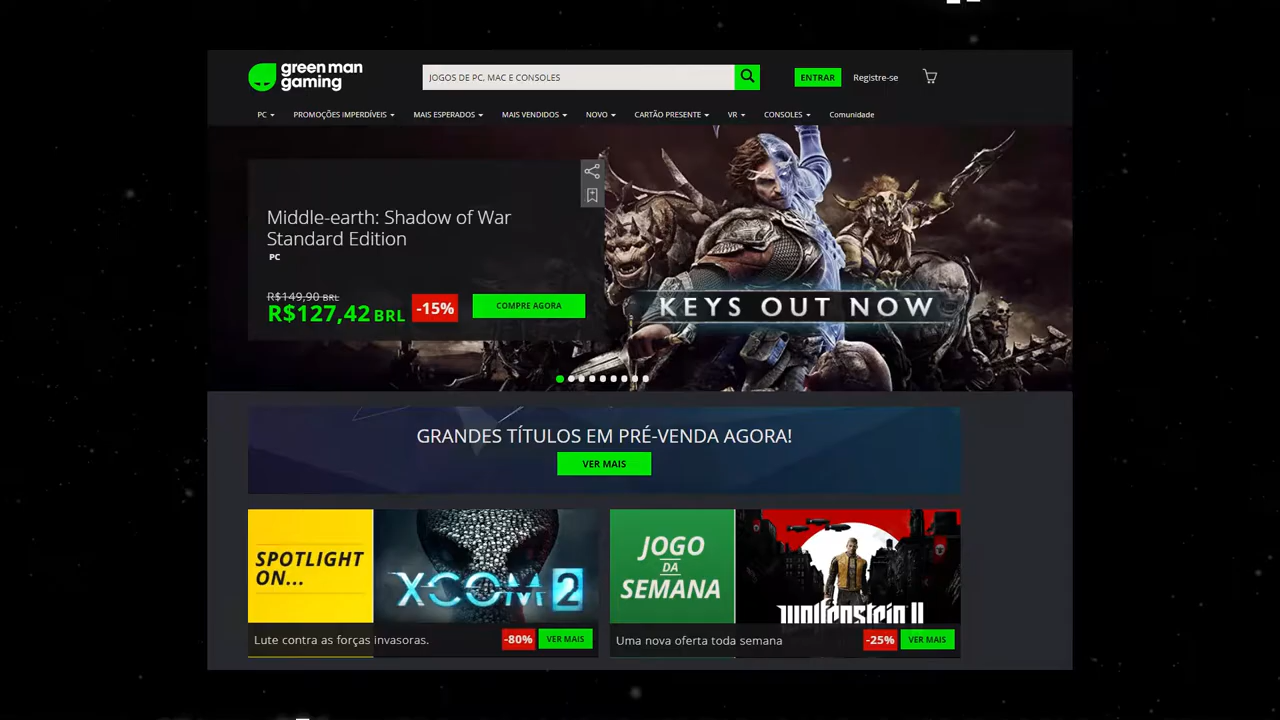 green man
gaming
JOGOS DE PC, MAC E CONSOLES
ENTRAR
Registre-se
PC
PROMOÇÕES IMPERDÍVEIS
MAIS ESPERADOS
MAIS VENDIDOS
NOVO
CARTÃO PRESENTE
VR
CONSOLES
Comunidade
Middle-earth: Shadow of War
Standard Edition
PC
R$149,90 BRL
R$127,42 BRL
-15%
COMPRE AGORA
KEYS OUT NOW
GRANDES TÍTULOS EM PRÉ-VENDA AGORA!
VER MAIS
SPOTLIGHT
ON...
XCOM 2
Lute contra as forças invasoras.
-80%
VER MAIS
JOGO
DA
SEMANA
Wolfenstein II
Uma nova oferta toda semana
-25%
VER MAIS